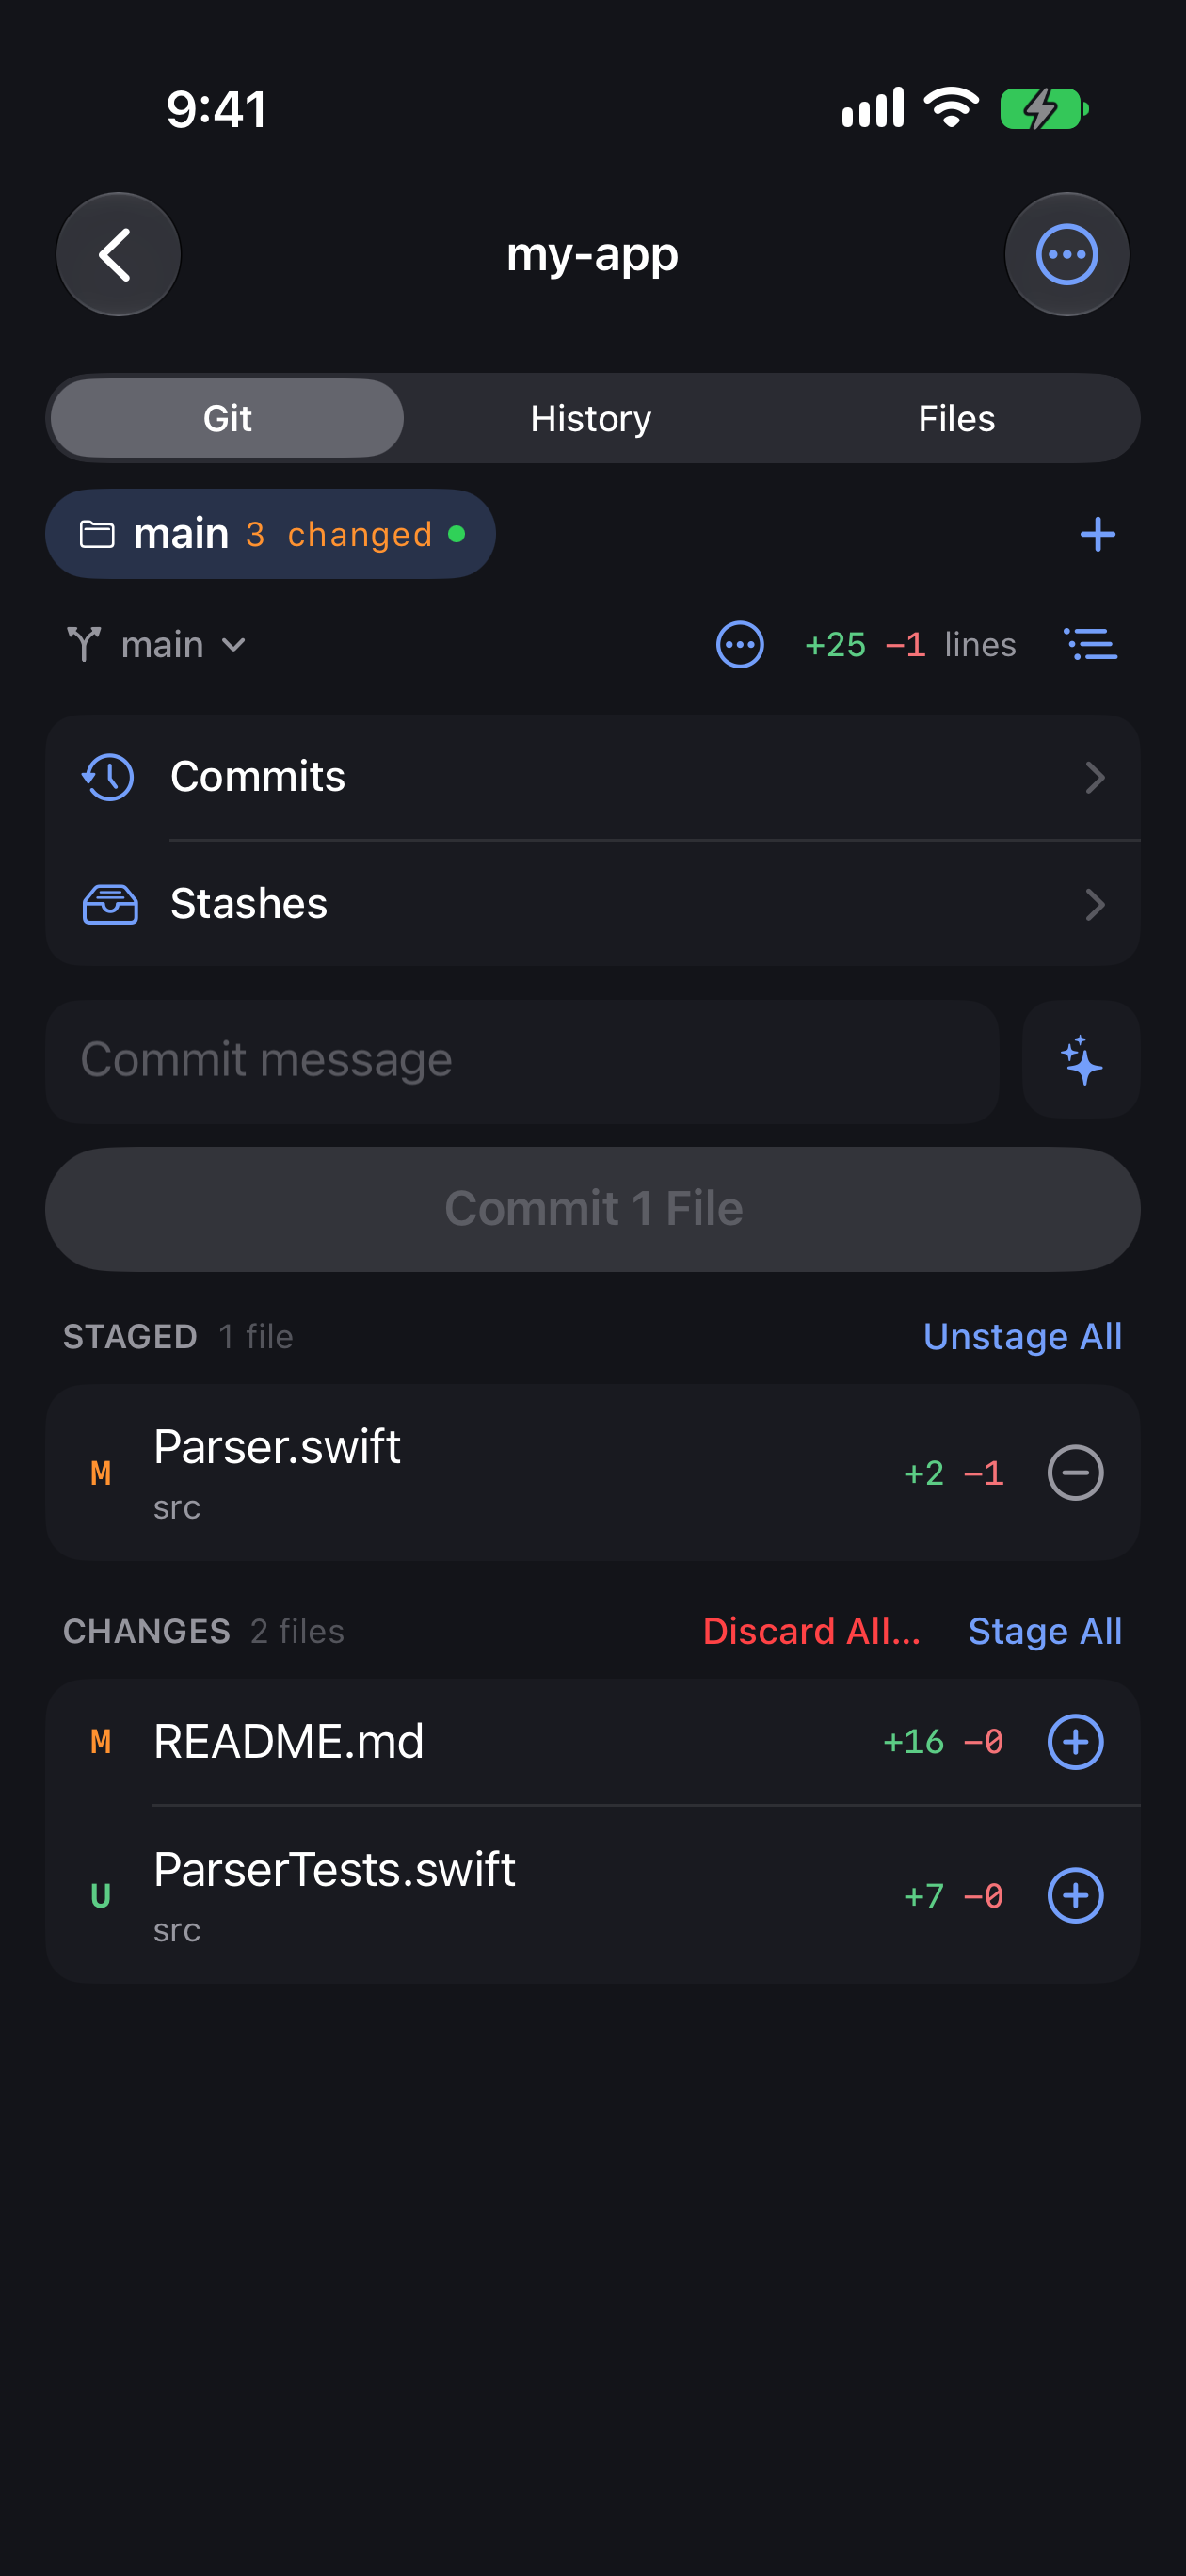 9:41
my-app
Git History Files
main 3 changed
main +25 −1 lines
Commits
Stashes
Commit message
Commit 1 File
STAGED 1 file Unstage All
M Parser.swift +2 −1
src
CHANGES 2 files Discard All... Stage All
M README.md +16 −0
U ParserTests.swift +7 −0
src